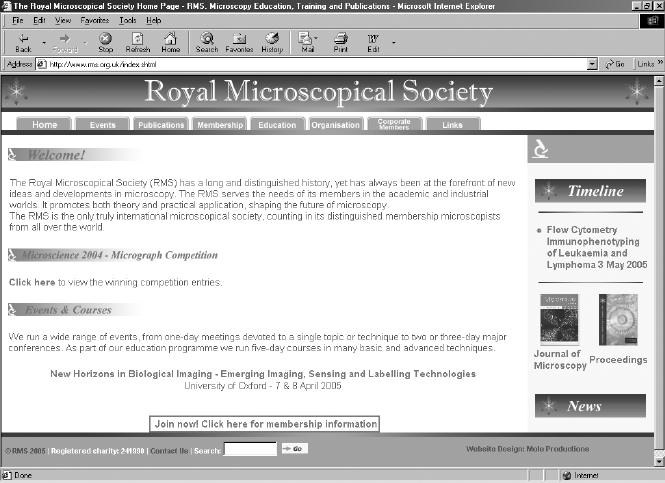 The Royal Microscopical Society Home Page - RMS. Microscopy Education, Training and Publications - Microsoft Internet Explorer
File Edit View Favorites Tools Help
Back Forward Stop Refresh Home Search Favorites History Mail Print Edit
Address http://www.rms.org.uk/index.shtml Go Links »
Royal Microscopical Society
Home Events Publications Membership Education Organisation Corporate Members Links
Welcome!
The Royal Microscopical Society (RMS) has a long and distinguished history, yet has always been at the forefront of new
ideas and developments in microscopy. The RMS serves the needs of its members in the academic and industrial
worlds. It promotes both theory and practical application, shaping the future of microscopy.
The RMS is the only truly international microscopical society, counting in its distinguished membership microscopists
from all over the world.
Microscience 2004 - Micrograph Competition
Click here to view the winning competition entries.
Events & Courses
We run a wide range of events, from one-day meetings devoted to a single topic or technique to two or three-day major
conferences. As part of our education programme we run five-day courses in many basic and advanced techniques.
New Horizons in Biological Imaging - Emerging Imaging, Sensing and Labelling Technologies
University of Oxford - 7 & 8 April 2005
Join now! Click here for membership information
Timeline
• Flow Cytometry
Immunophenotyping
of Leukaemia and
Lymphoma 3 May 2005
Journal of
Microscopy
Proceedings
News
© RMS 2005 | Registered charity: 241990 | Contact Us | Search: Go
Website Design: Mole Productions
Done Internet